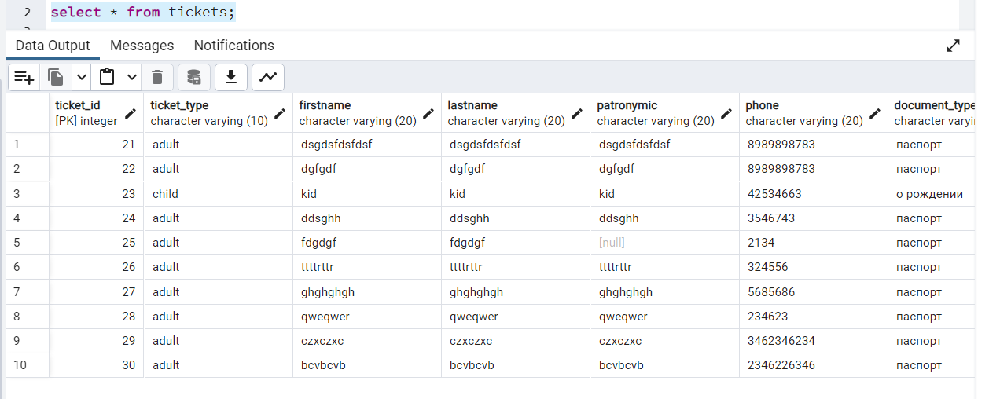 2 select * from tickets;
Data Output Messages Notifications
ticket_id ticket_type firstname lastname patronymic phone document_type
[PK] integer character varying (10) character varying (20) character varying (20) character varying (20) character varying (20) character varyi
1 21 adult dsgdsfdsfdsf dsgdsfdsfdsf dsgdsfdsfdsf 8989898783 паспорт
2 22 adult dgfgdf dgfgdf dgfgdf 8989898783 паспорт
3 23 child kid kid kid 42534663 о рождении
4 24 adult ddsghh ddsghh ddsghh 3546743 паспорт
5 25 adult fdgdgf fdgdgf [null] 2134 паспорт
6 26 adult ttttrttr ttttrttr ttttrttr 324556 паспорт
7 27 adult ghghghgh ghghghgh ghghghgh 5685686 паспорт
8 28 adult qweqwer qweqwer qweqwer 234623 паспорт
9 29 adult czxczxc czxczxc czxczxc 3462346234 паспорт
10 30 adult bcvbcvb bcvbcvb bcvbcvb 2346226346 паспорт